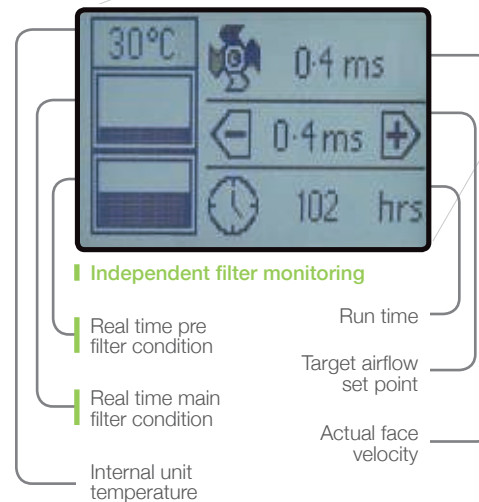 30°C
0·4 ms
0·4ms
102 hrs
Independent filter monitoring
Real time pre
filter condition
Real time main
filter condition
Internal unit
temperature
Run time
Target airflow
set point
Actual face
velocity